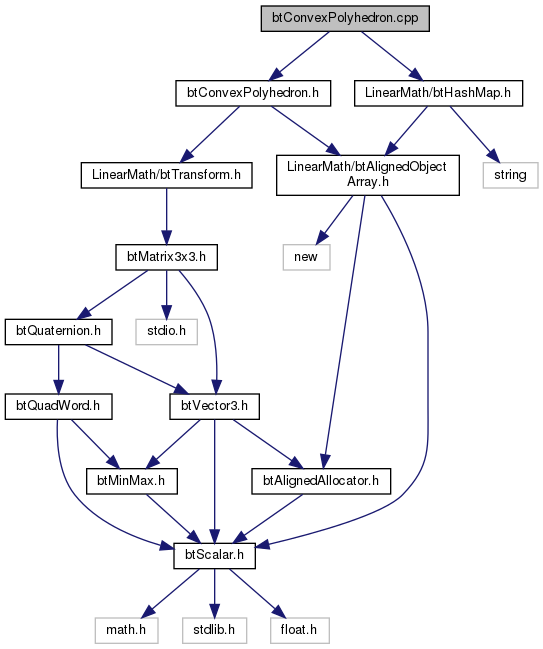 btConvexPolyhedron.cpp
btConvexPolyhedron.h
LinearMath/btHashMap.h
LinearMath/btTransform.h
LinearMath/btAlignedObject
Array.h
string
btMatrix3x3.h
new
btQuaternion.h
stdio.h
btQuadWord.h
btVector3.h
btMinMax.h
btAlignedAllocator.h
btScalar.h
math.h
stdlib.h
float.h